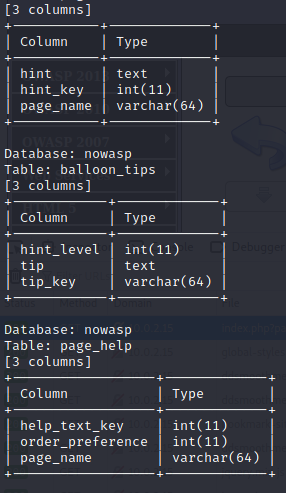 [3 columns]
+-----------+-------------+
| Column    | Type        |
+-----------+-------------+
| hint      | text        |
| hint_key  | int(11)     |
| page_name | varchar(64) |
+-----------+-------------+
Database: nowasp
Table: balloon_tips
[3 columns]
+------------+-------------+
| Column     | Type        |
+------------+-------------+
| hint_level | int(11)     |
| tip        | text        |
| tip_key    | varchar(64) |
+------------+-------------+
Database: nowasp
Table: page_help
[3 columns]
+------------------+-------------+
| Column           | Type        |
+------------------+-------------+
| help_text_key    | int(11)     |
| order_preference | int(11)     |
| page_name        | varchar(64) |
+------------------+-------------+